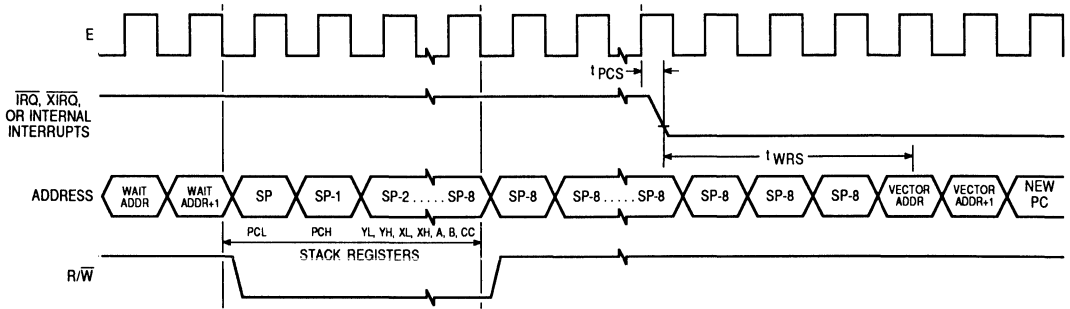 E
t PCS
IRQ, XIRQ,
OR INTERNAL
INTERRUPTS
t WRS
ADDRESS
WAIT
ADDR
WAIT
ADDR+1
SP
SP-1
SP-2.....SP-8
SP-8
SP-8.....SP-8
SP-8
SP-8
SP-8
VECTOR
ADDR
VECTOR
ADDR+1
NEW
PC
PCL
PCH
YL, YH, XL, XH, A, B, CC
STACK REGISTERS
R/W